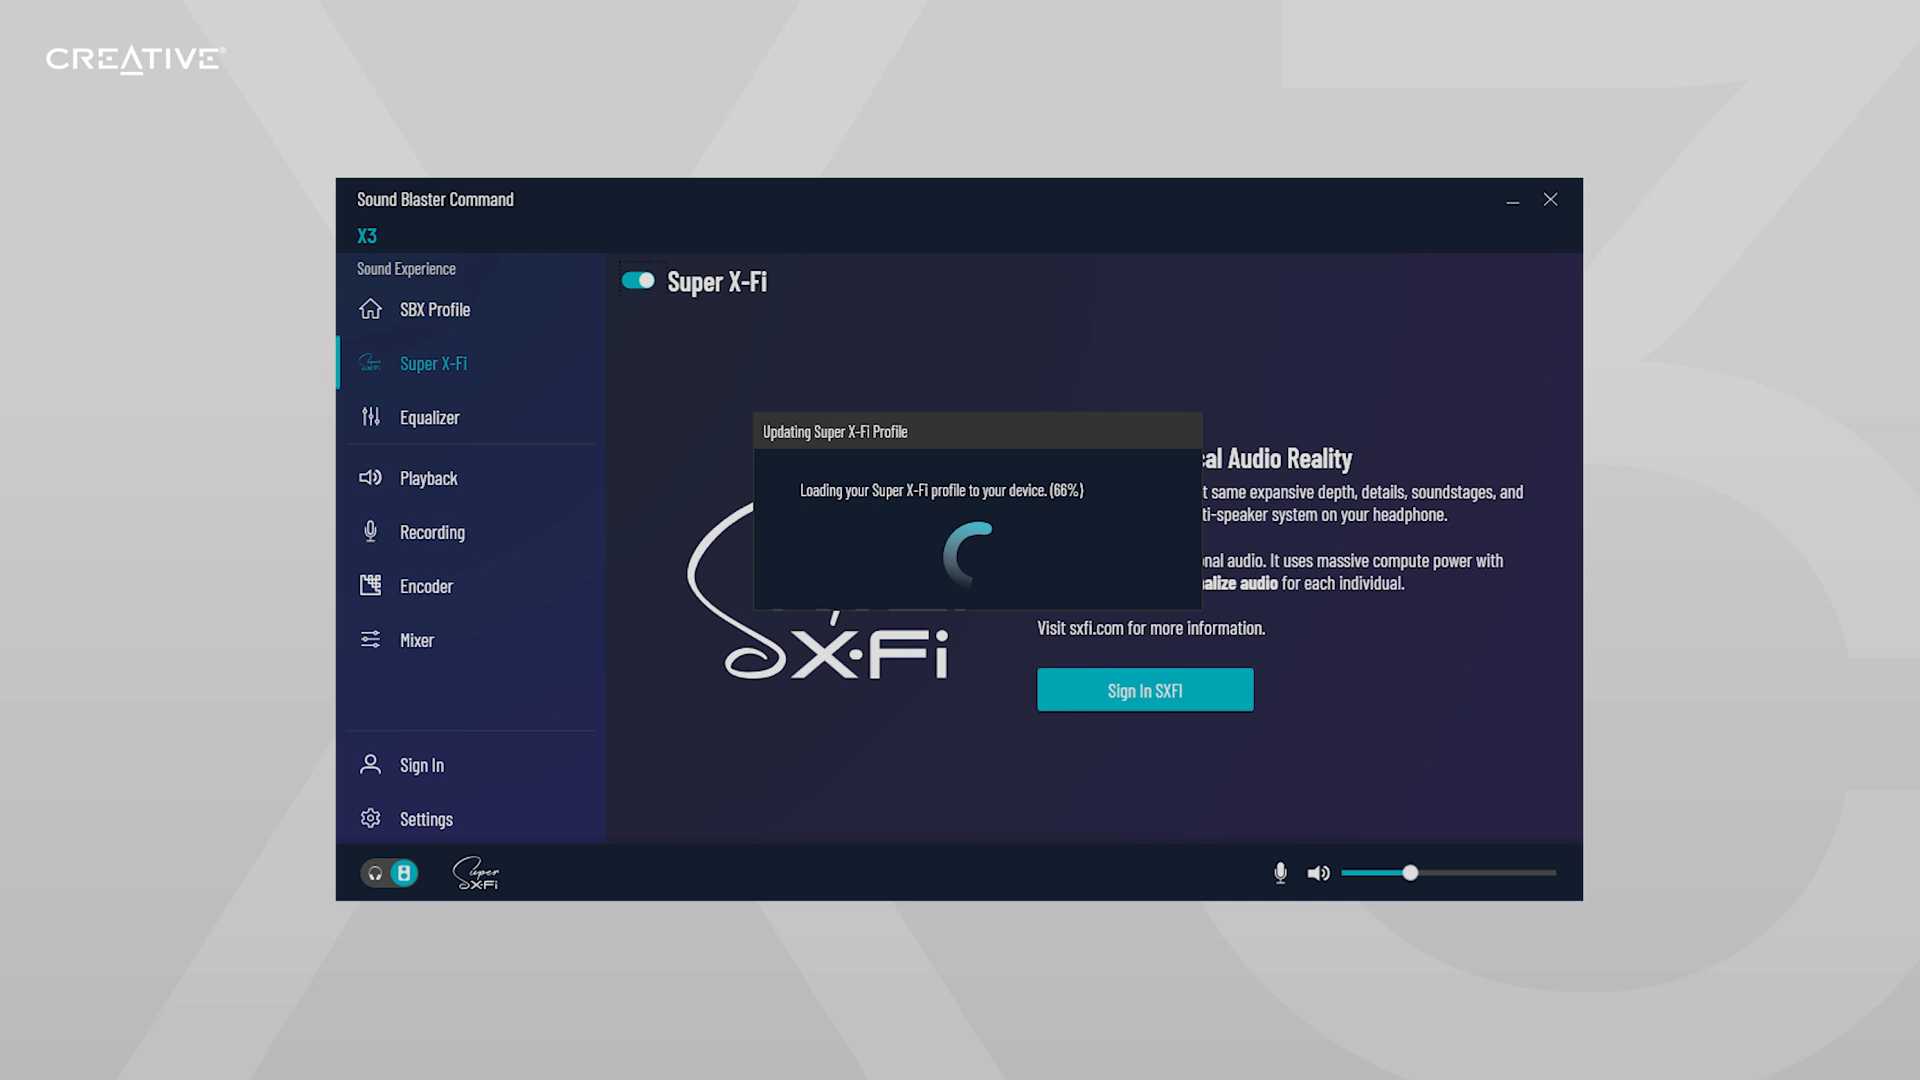 CREATIVE®
Sound Blaster Command
X3
Sound Experience
SBX Profile
Super X-Fi
Equalizer
Playback
Recording
Encoder
Mixer
Sign In
Settings
Super X-Fi
Updating Super X-Fi Profile
Loading your Super X-Fi profile to your device. (66%)
al Audio Reality
t same expansive depth, details, soundstages, and
ti-speaker system on your headphone.
nal audio. It uses massive compute power with
alize audio for each individual.
Visit sxfi.com for more information.
Sign In SXFI
X-Fi
Super X-Fi